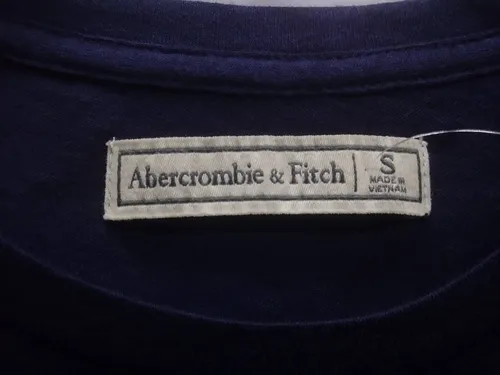 Abercrombie & Fitch
S
MADE IN
VIETNAM